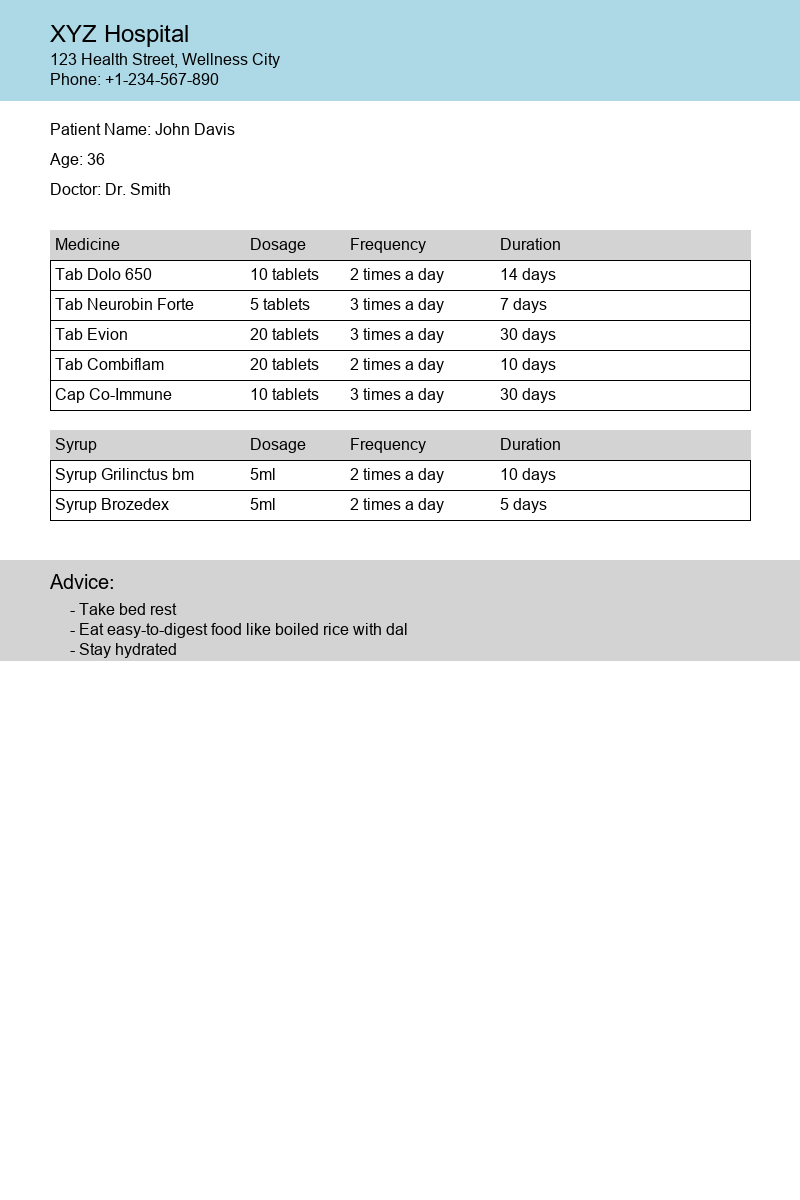 XYZ Hospital
123 Health Street, Wellness City
Phone: +1-234-567-890
Patient Name: John Davis
Age: 36
Doctor: Dr. Smith
Medicine Dosage Frequency Duration
Tab Dolo 650 10 tablets 2 times a day 14 days
Tab Neurobin Forte 5 tablets 3 times a day 7 days
Tab Evion 20 tablets 3 times a day 30 days
Tab Combiflam 20 tablets 2 times a day 10 days
Cap Co-Immune 10 tablets 3 times a day 30 days
Syrup Dosage Frequency Duration
Syrup Grilinctus bm 5ml 2 times a day 10 days
Syrup Brozedex 5ml 2 times a day 5 days
Advice:
- Take bed rest
- Eat easy-to-digest food like boiled rice with dal
- Stay hydrated